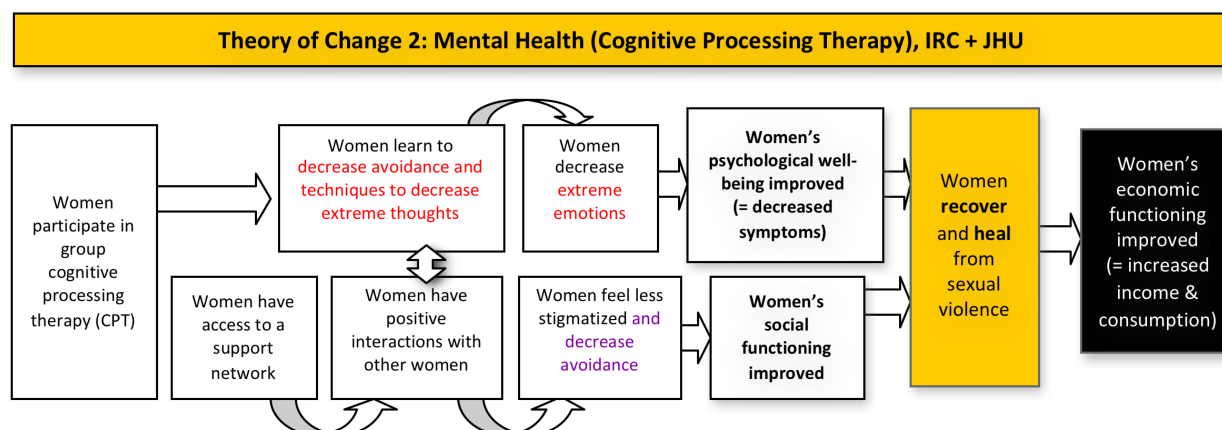 Theory of Change 2: Mental Health (Cognitive Processing Therapy), IRC + JHU
Women
participate in
group
cognitive
processing
therapy (CPT)
Women learn to
decrease avoidance and
techniques to decrease
extreme thoughts
Women
decrease
extreme
emotions
Women's
psychological well-
being improved
(= decreased
symptoms)
Women have
access to a
support
network
Women have
positive
interactions with
other women
Women feel less
stigmatized and
decrease
avoidance
Women's
social
functioning
improved
Women
recover
and heal
from
sexual
violence
Women's
economic
functioning
improved
(= increased
income &
consumption)